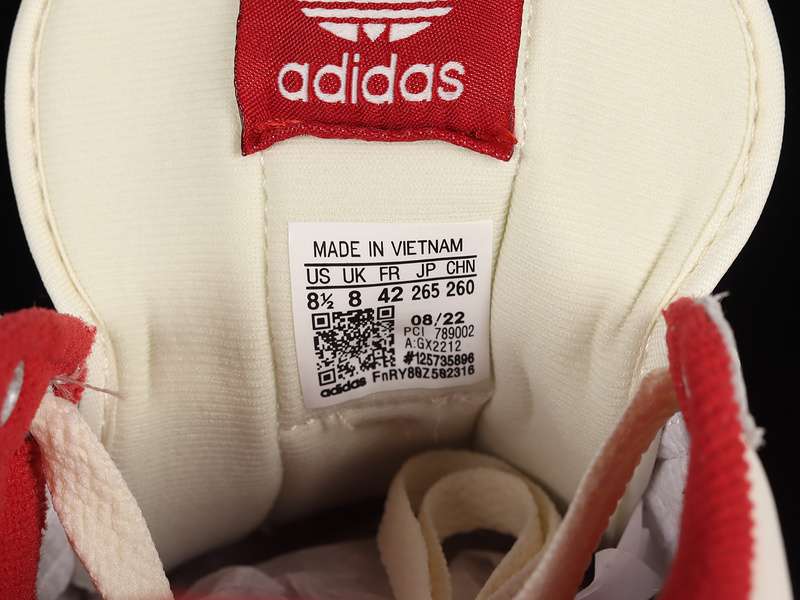 adidas
MADE IN VIETNAM
US UK FR JP CHN
8½ 8 42 265 260
08/22
PCI 789002
A:GX2212
#125735896
adidas FnRY80Z502316